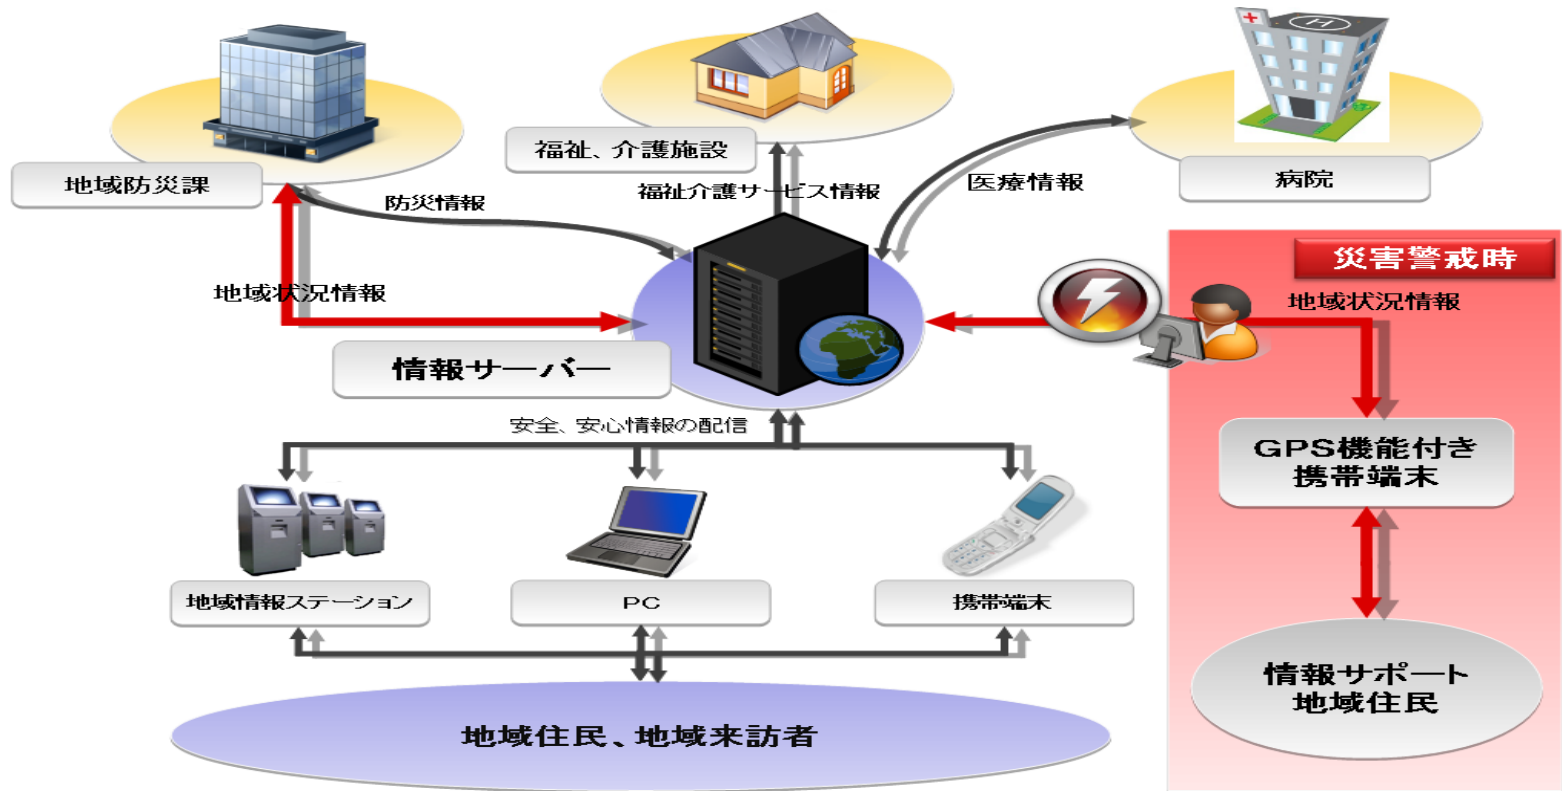 福祉、介護施設
地域防災課
病院
防災情報
福祉介護サービス情報
医療情報
地域状況情報
災害警戒時
地域状況情報
情報サーバー
安全、安心情報の配信
GPS機能付き
携帯端末
地域情報ステーション
PC
携帯端末
情報サポート
地域住民
地域住民、地域来訪者
H